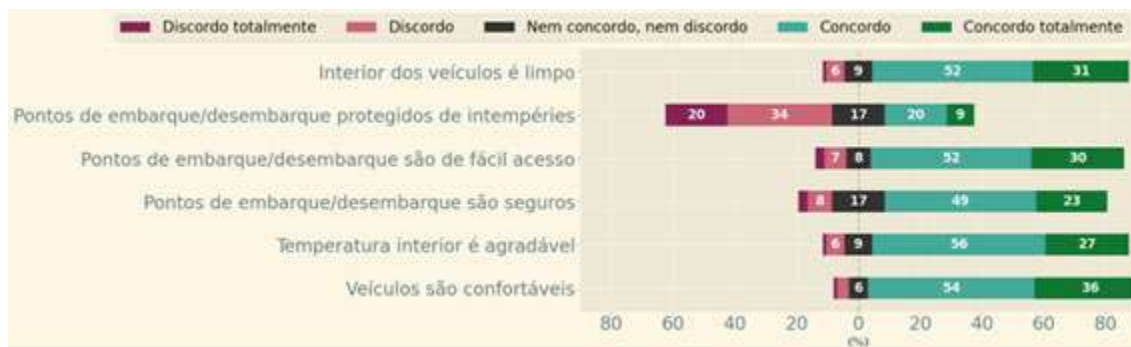 Discordo totalmente Discordo Nem concordo, nem discordo Concordo Concordo totalmente
Interior dos veículos é limpo 6 9 52 31
Pontos de embarque/desembarque protegidos de intempéries 20 34 17 20 9
Pontos de embarque/desembarque são de fácil acesso 7 8 52 30
Pontos de embarque/desembarque são seguros 8 17 49 23
Temperatura interior é agradável 6 9 56 27
Veículos são confortáveis 6 54 36
80 60 40 20 0 20 40 60 80